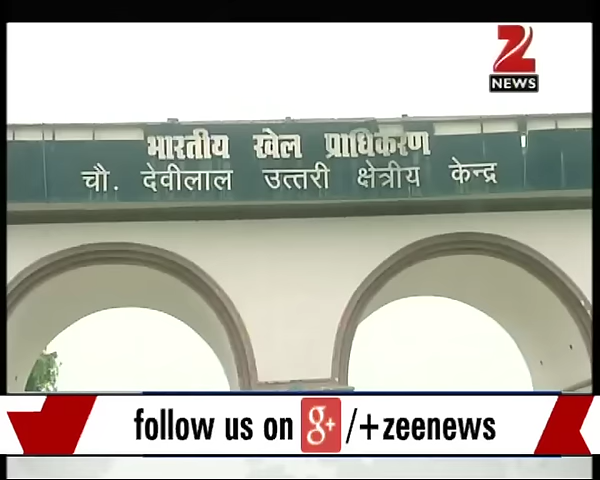 Z
NEWS
भारतीय खेल प्राधिकरण
चौ. देवीलाल उत्तरी क्षेत्रीय केन्द्र
follow us on g+ /+zeenews